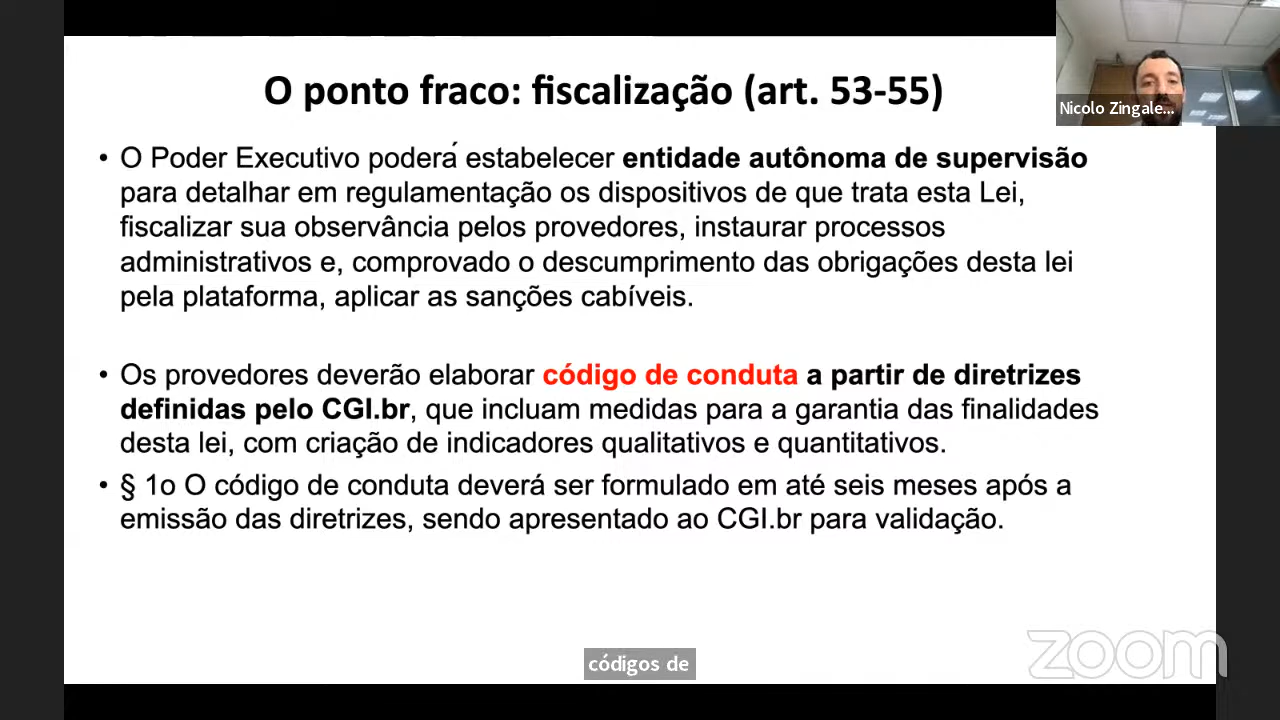 O ponto fraco: fiscalização (art. 53-55)
Nicolo Zingale...
• O Poder Executivo poderá estabelecer entidade autônoma de supervisão
para detalhar em regulamentação os dispositivos de que trata esta Lei,
fiscalizar sua observância pelos provedores, instaurar processos
administrativos e, comprovado o descumprimento das obrigações desta lei
pela plataforma, aplicar as sanções cabíveis.
• Os provedores deverão elaborar código de conduta a partir de diretrizes
definidas pelo CGI.br, que incluam medidas para a garantia das finalidades
desta lei, com criação de indicadores qualitativos e quantitativos.
• § 1o O código de conduta deverá ser formulado em até seis meses após a
emissão das diretrizes, sendo apresentado ao CGI.br para validação.
códigos de
zoom